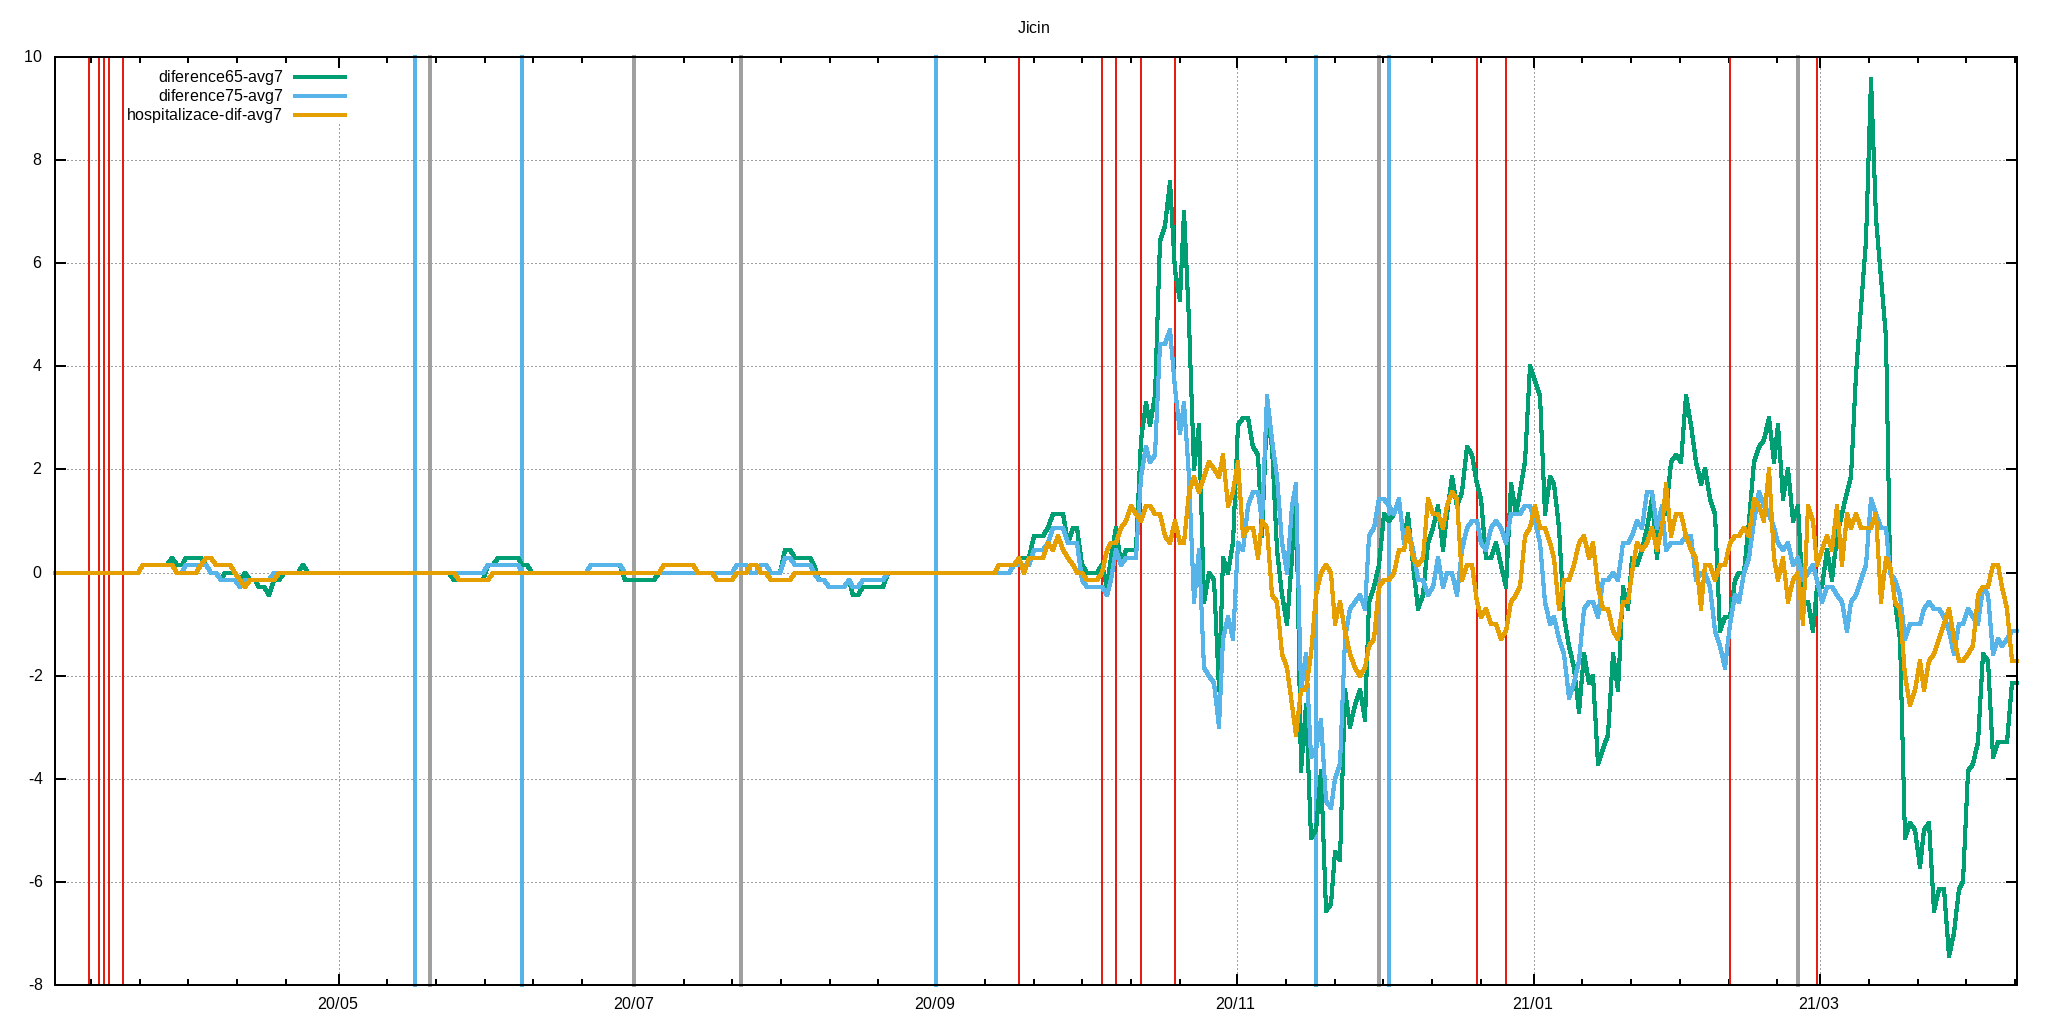 Jicin
diference65-avg7
diference75-avg7
hospitalizace-dif-avg7
10
8
6
4
2
0
-2
-4
-6
-8
20/05 20/07 20/09 20/11 21/01 21/03